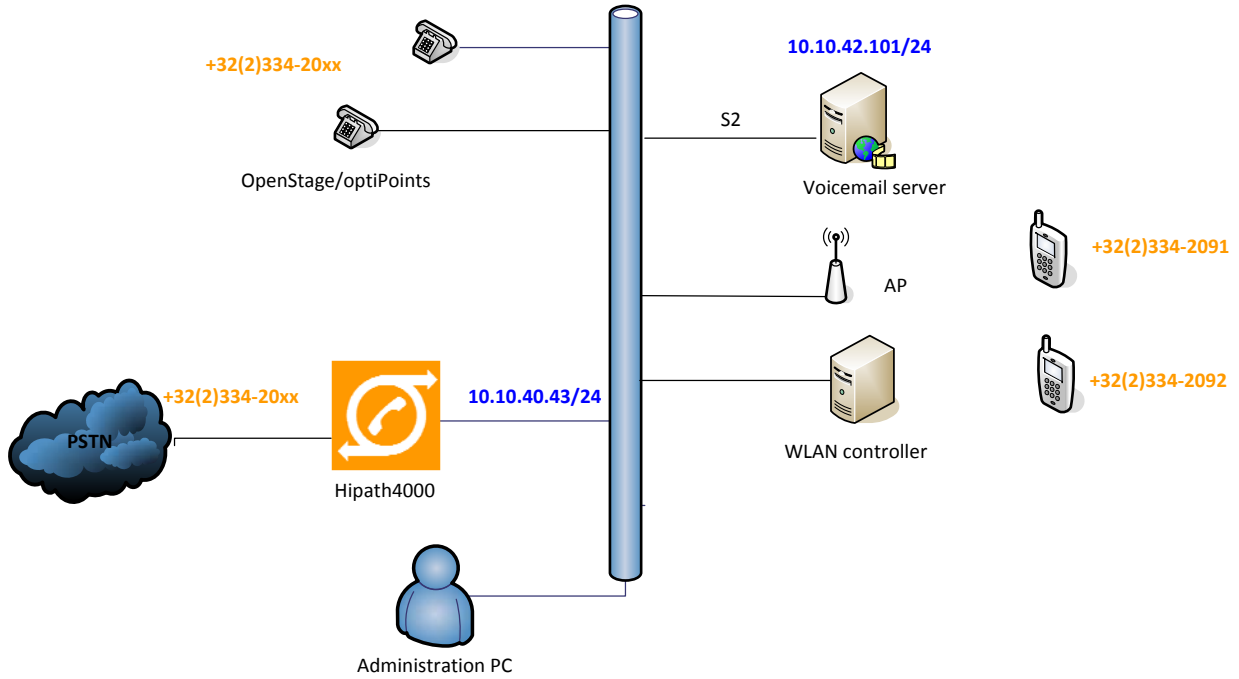 +32(2)334-20xx
10.10.42.101/24
S2
OpenStage/optiPoints
Voicemail server
+32(2)334-2091
AP
+32(2)334-20xx
10.10.40.43/24
+32(2)334-2092
PSTN
WLAN controller
Hipath4000
Administration PC